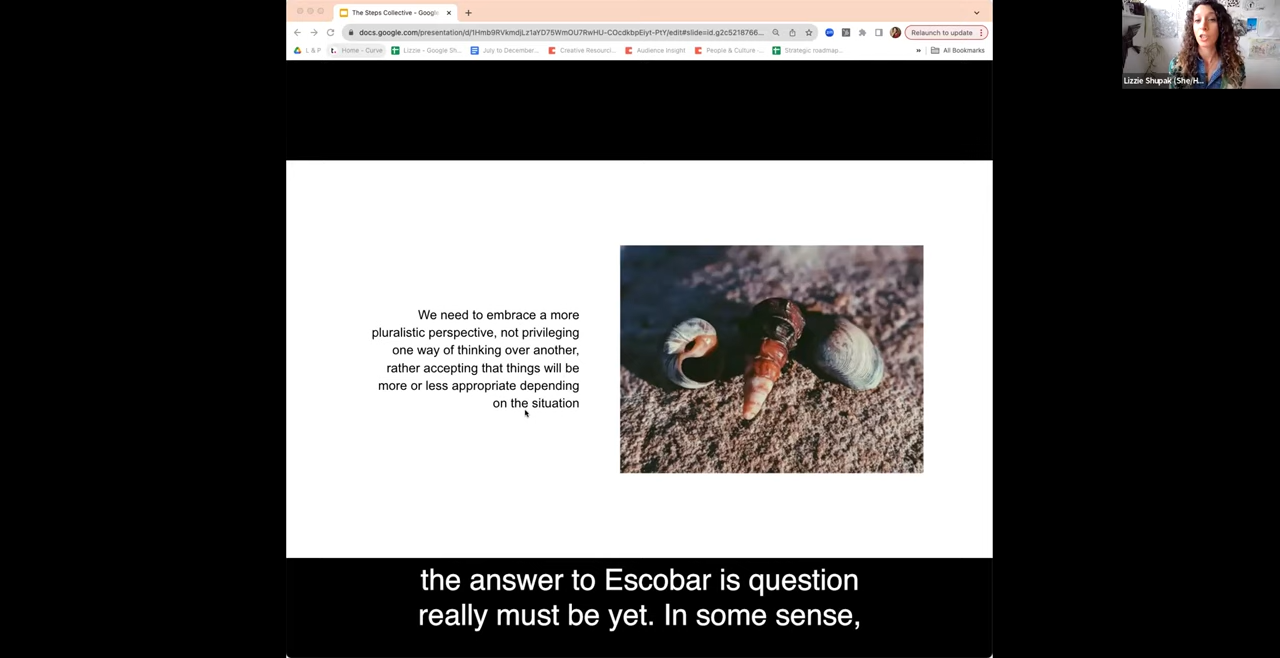 The Steps Collective - Google
docs.google.com/presentation/d/1Hmb9RVkmdjLz1aYD75WmOU7RwHU-COcdkbpEiyt-PtY/edit#slide=id.g2c5218766...
Relaunch to update
L & P
Home - Curve
Lizzie - Google Sh...
July to December...
Creative Resourci...
Audience Insight
People & Culture -...
Strategic roadmap...
»
All Bookmarks
Lizzie Shupak (She/H...
We need to embrace a more
pluralistic perspective, not privileging
one way of thinking over another,
rather accepting that things will be
more or less appropriate depending
on the situation
the answer to Escobar is question
really must be yet. In some sense,